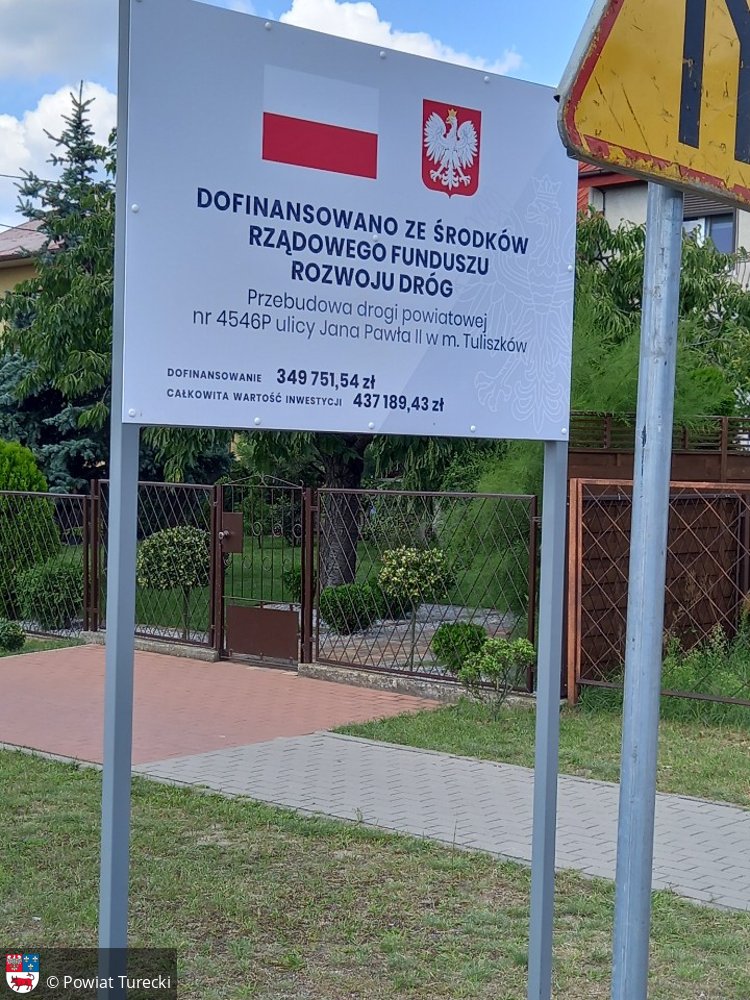 DOFINANSOWANO ZE ŚRODKÓW
RZĄDOWEGO FUNDUSZU
ROZWOJU DRÓG
Przebudowa drogi powiatowej
nr 4546P ulicy Jana Pawła II w m. Tuliszków
DOFINANSOWANIE 349 751,54 zł
CAŁKOWITA WARTOŚĆ INWESTYCJI 437 189,43 zł
© Powiat Turecki